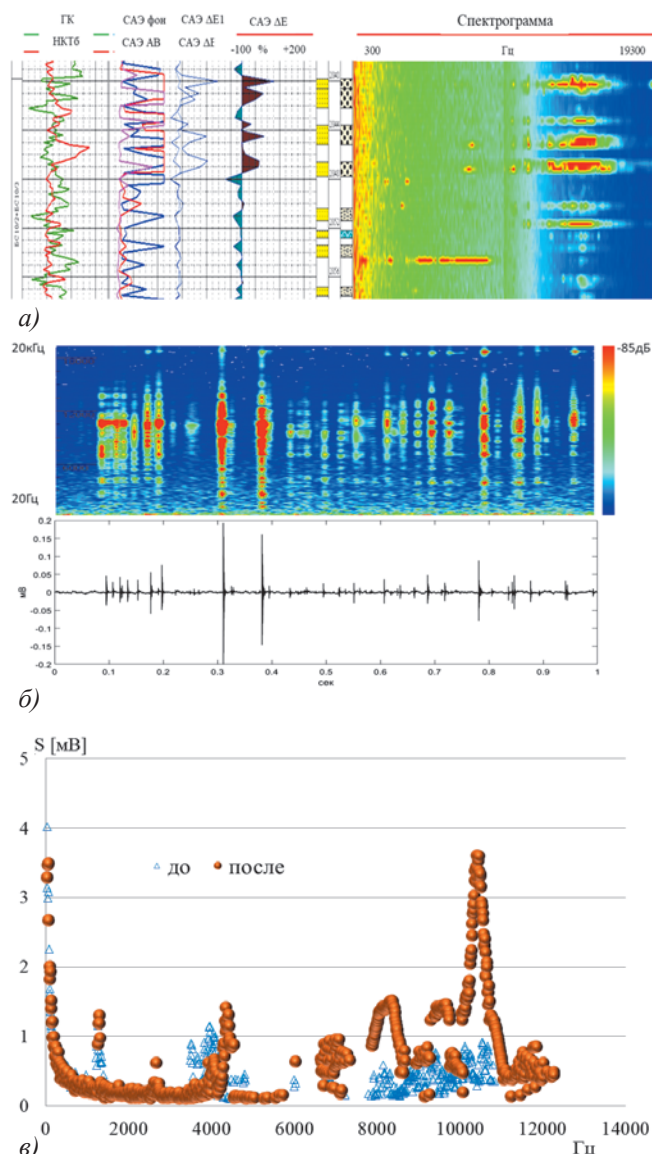 ГК САЭ фон САЭ ΔE1 САЭ ΔE Спектрограмма
НКТб САЭ АВ САЭ ΔE -100 % +200 300 Гц 19300
а)
20кГц -85дБ
20Гц
0.2
0.15
0.1
0.05
0
-0.05
-0.1
-0.15
-0.2
мВ
0 0.1 0.2 0.3 0.4 0.5 0.6 0.7 0.8 0.9 1
сек
б)
S [мВ]
5
4
3
2
1
0
до после
0 2000 4000 6000 8000 10000 12000 14000
Гц
в)